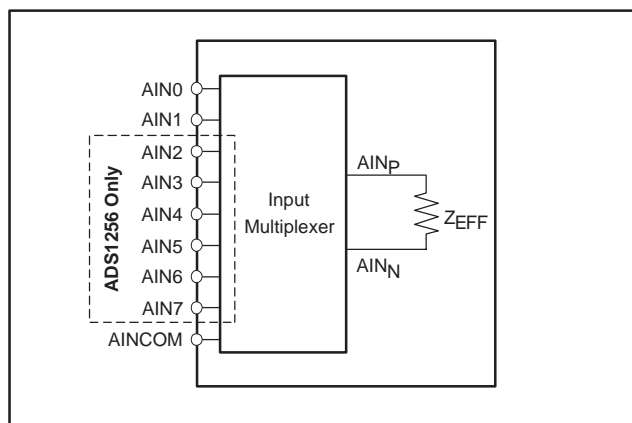 AIN0
AIN1
AIN2
AIN3
AIN4
AIN5
AIN6
AIN7
AINCOM
ADS1256 Only
Input
Multiplexer
AINP
ZEFF
AINN